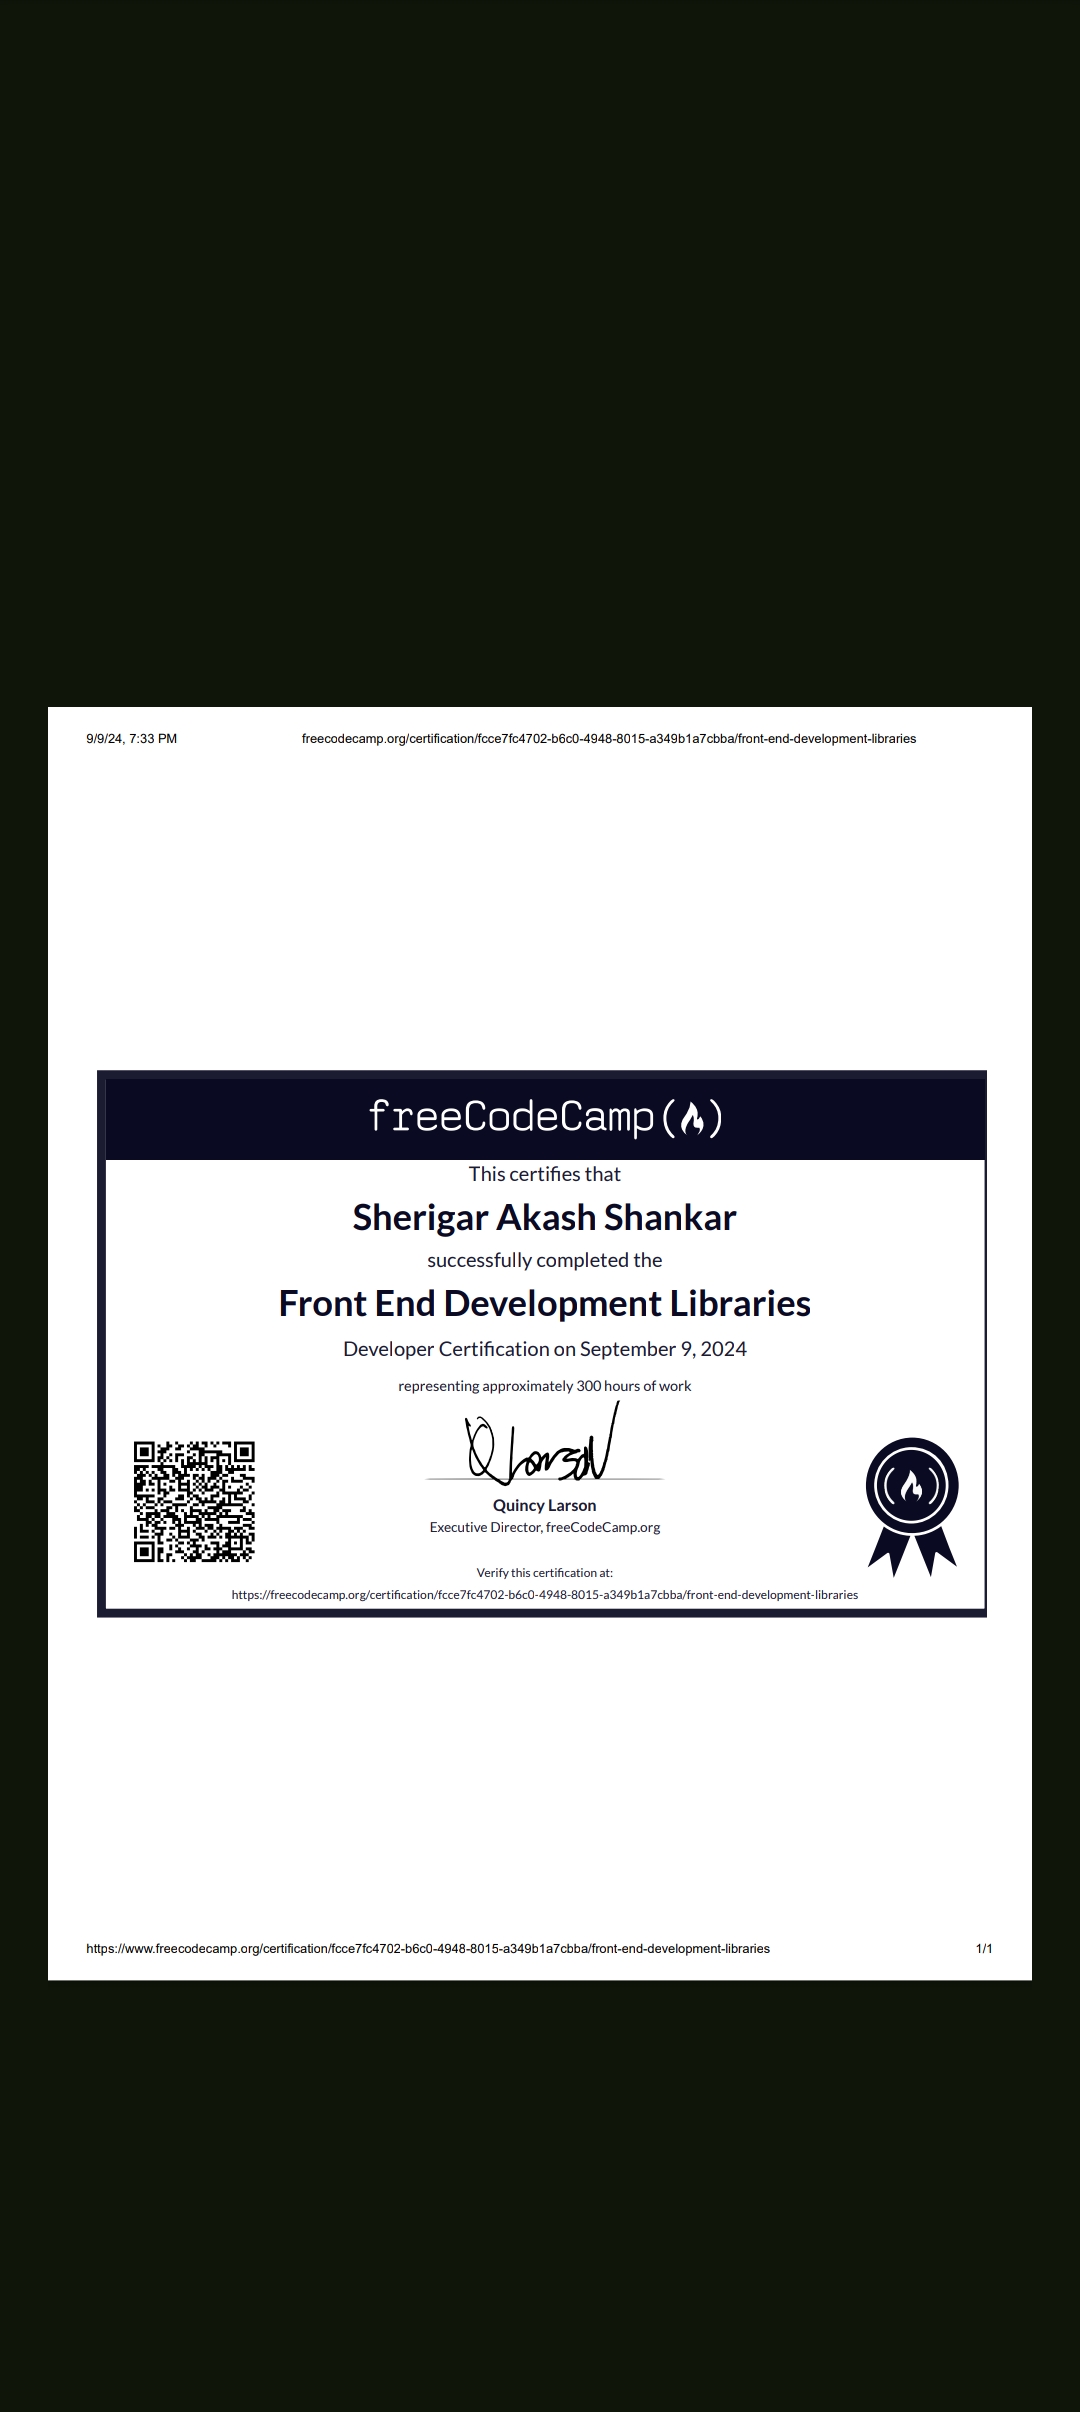 9/9/24, 7:33 PM
freecodecamp.org/certification/fcce7fc4702-b6c0-4948-8015-a349b1a7cbba/front-end-development-libraries
freeCodeCamp
This certifies that
Sherigar Akash Shankar
successfully completed the
Front End Development Libraries
Developer Certification on September 9, 2024
representing approximately 300 hours of work
Quincy Larson
Executive Director, freeCodeCamp.org
Verify this certification at:
https://freecodecamp.org/certification/fcce7fc4702-b6c0-4948-8015-a349b1a7cbba/front-end-development-libraries
https://www.freecodecamp.org/certification/fcce7fc4702-b6c0-4948-8015-a349b1a7cbba/front-end-development-libraries
1/1